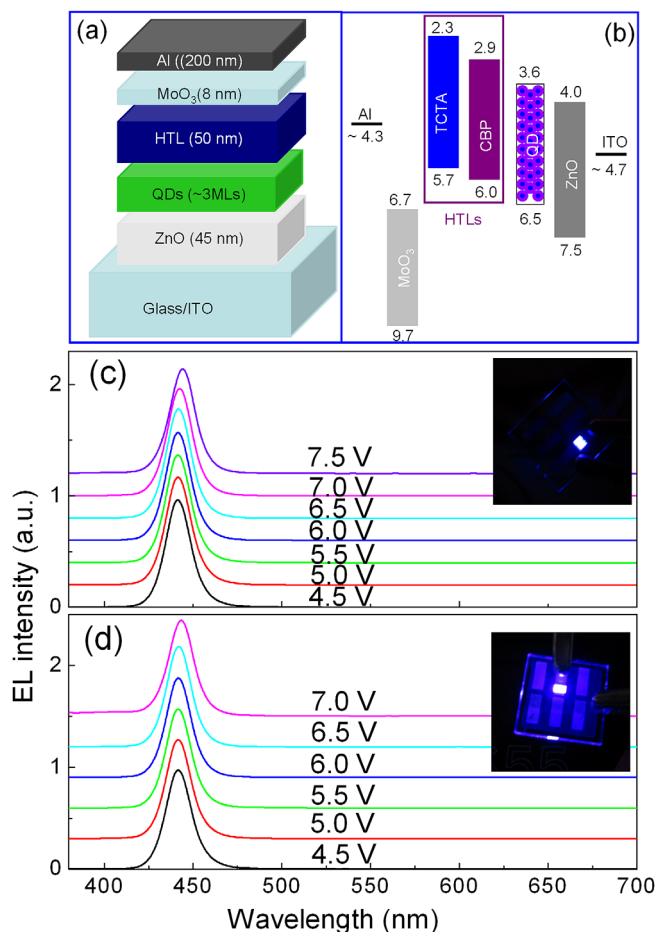 (a)
Al ((200 nm)
MoO3(8 nm)
HTL (50 nm)
QDs (~3MLs)
ZnO (45 nm)
Glass/ITO
(b)
2.3
2.9
3.6
4.0
Al
~ 4.3
TCTA
CBP
QD
ZnO
ITO
~ 4.7
5.7
6.0
6.5
7.5
HTLs
6.7
MoO3
9.7
(c)
2
1
0
7.5 V
7.0 V
6.5 V
6.0 V
5.5 V
5.0 V
4.5 V
EL intensity (a.u.)
(d)
2
1
0
7.0 V
6.5 V
6.0 V
5.5 V
5.0 V
4.5 V
400 450 500 550 600 650 700
Wavelength (nm)